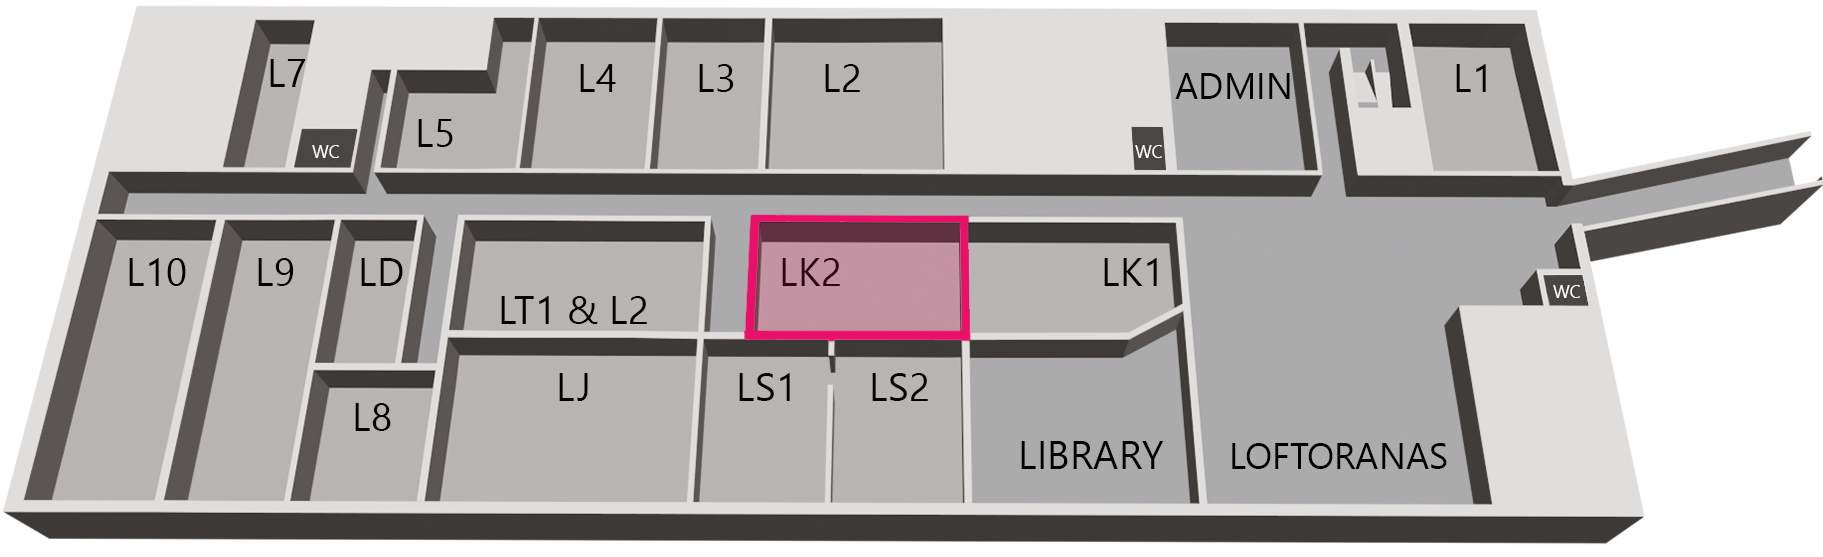 L7
L4
L3
L2
ADMIN
L1
L5
WC
WC
L10
L9
LD
LK2
LK1
WC
LT1 & L2
LJ
LS1
LS2
L8
LIBRARY
LOFTORANAS